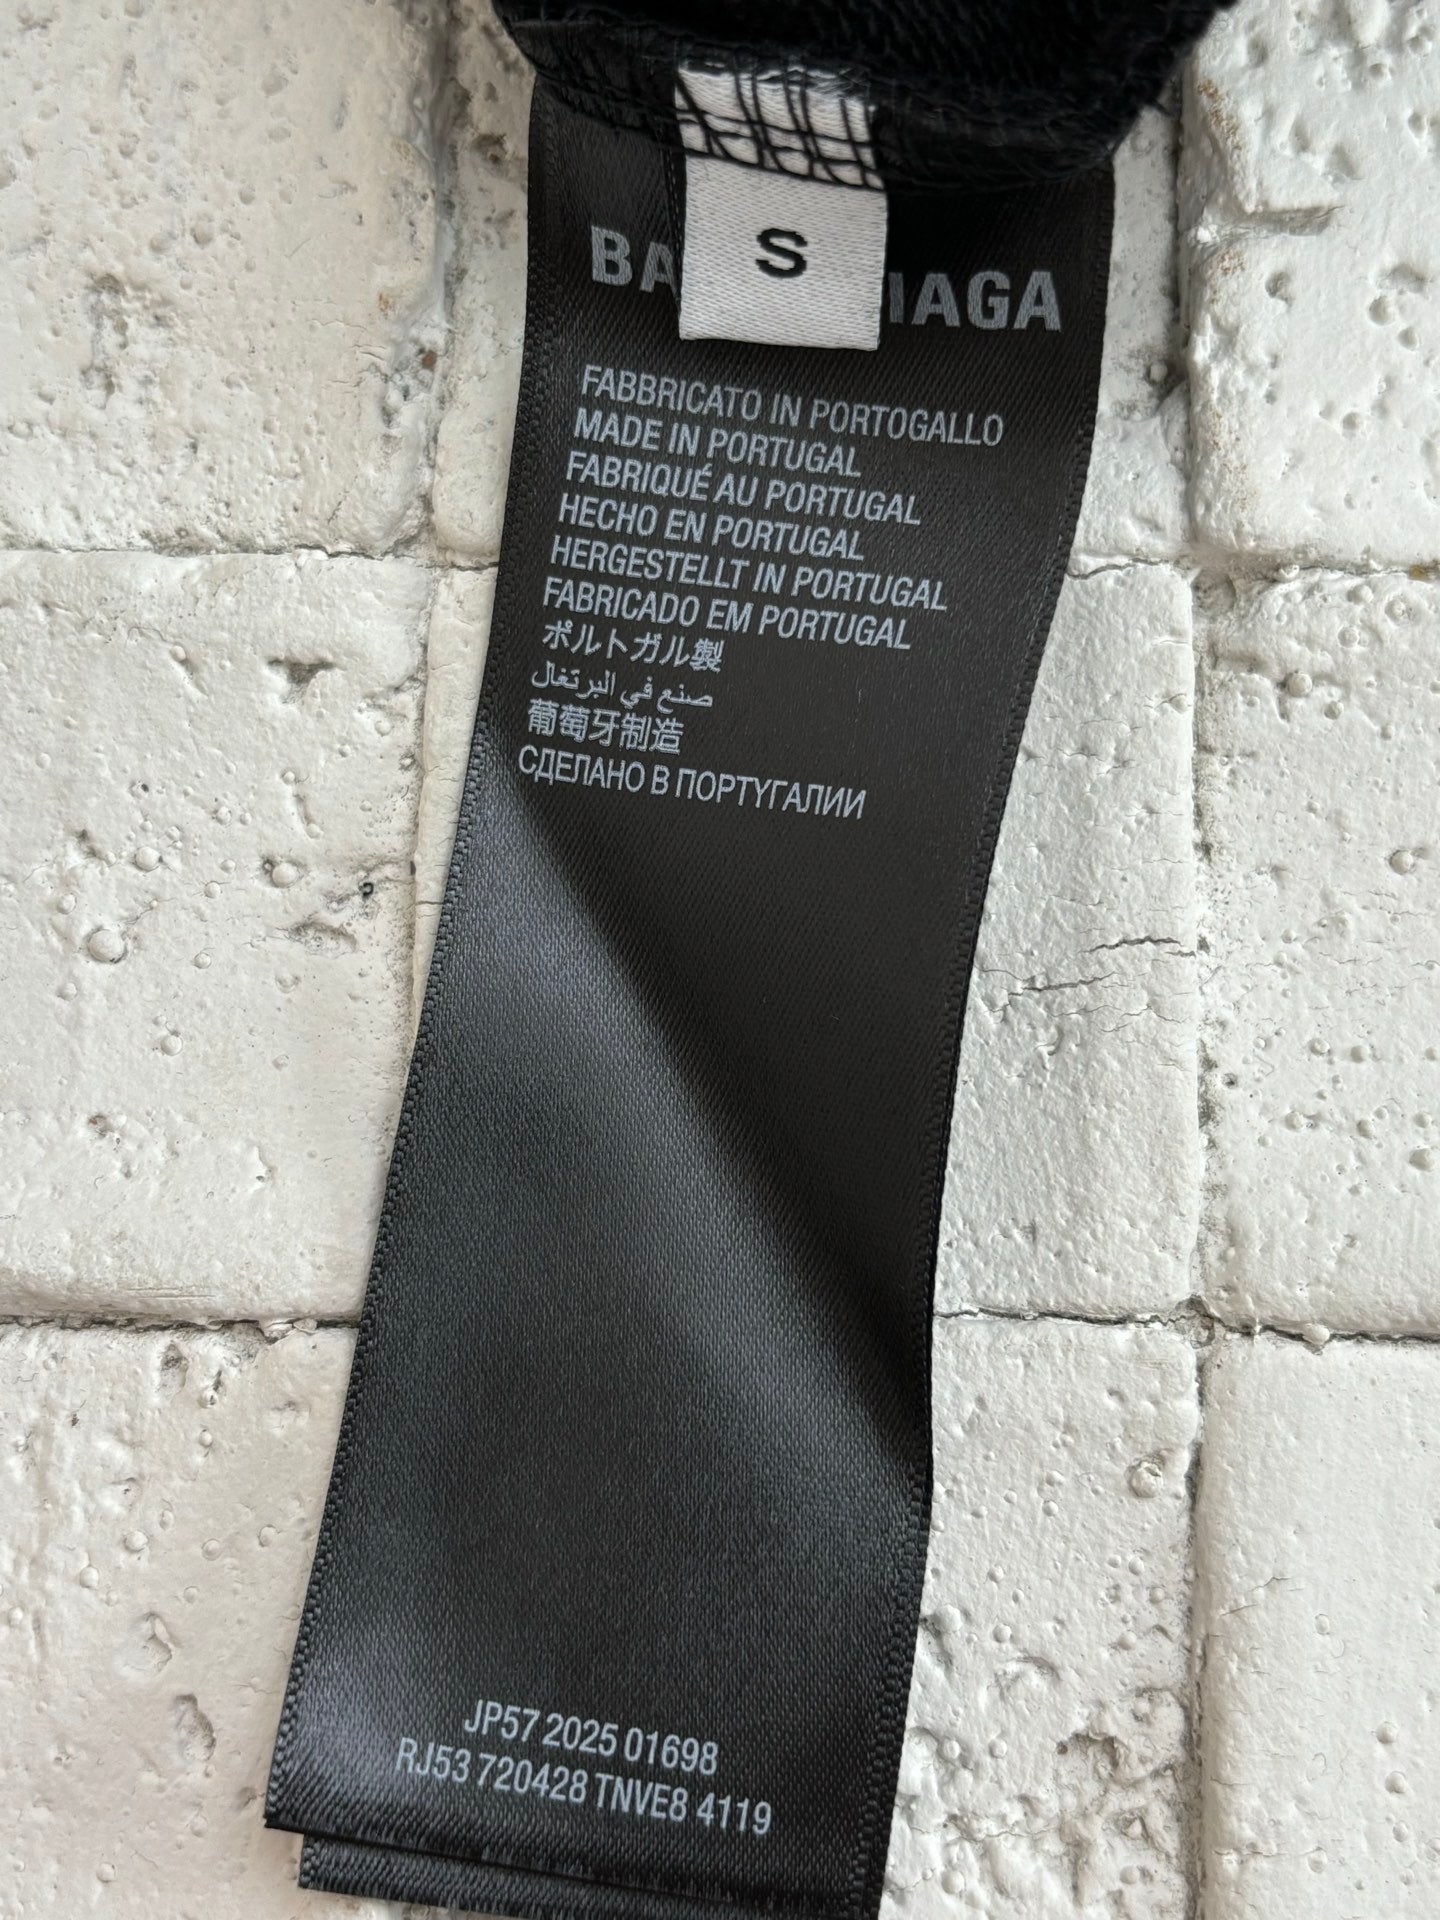 S
BA IAGA
FABBRICATO IN PORTOGALLO
MADE IN PORTUGAL
FABRIQUÉ AU PORTUGAL
HECHO EN PORTUGAL
HERGESTELLT IN PORTUGAL
FABRICADO EM PORTUGAL
ポルトガル製
صنع في البرتغال
葡萄牙制造
СДЕЛАНО В ПОРТУГАЛИИ
JP57 2025 01698
RJ53 720428 TNVE8 4119